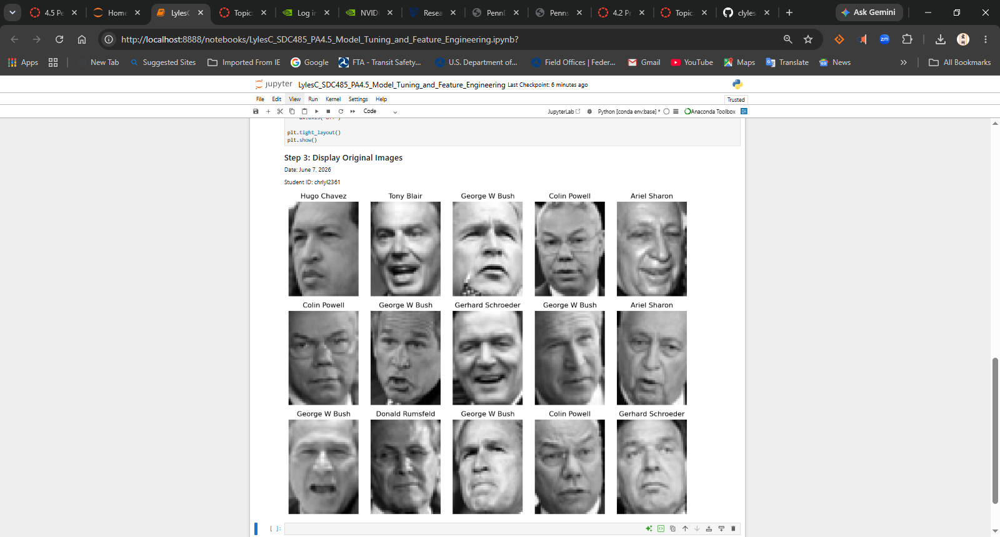 4.5 Pe
Home
LylesC
Topic:
Log in
NVID
Resea
PennD
Penns
4.2 Pr
Topic:
clyles
Ask Gemini
http://localhost:8888/notebooks/LylesC_SDC485_PA4.5_Model_Tuning_and_Feature_Engineering.ipynb?
zm
Apps
New Tab
Suggested Sites
Imported From IE
Google
FTA - Transit Safety...
U.S. Department of...
Field Offices | Feder...
Gmail
YouTube
Maps
Translate
News
All Bookmarks
jupyter LylesC_SDC485_PA4.5_Model_Tuning_and_Feature_Engineering Last Checkpoint: 6 minutes ago
File Edit View Run Kernel Settings Help
Trusted
Code
JupyterLab
Python [conda env:base] *
Anaconda Toolbox
plt.tight_layout()
plt.show()
Step 3: Display Original Images
Date: June 7, 2026
Student ID: chrlyl2361
Hugo Chavez Tony Blair George W Bush Colin Powell Ariel Sharon
Colin Powell George W Bush Gerhard Schroeder George W Bush Ariel Sharon
George W Bush Donald Rumsfeld George W Bush Colin Powell Gerhard Schroeder
[ ]: